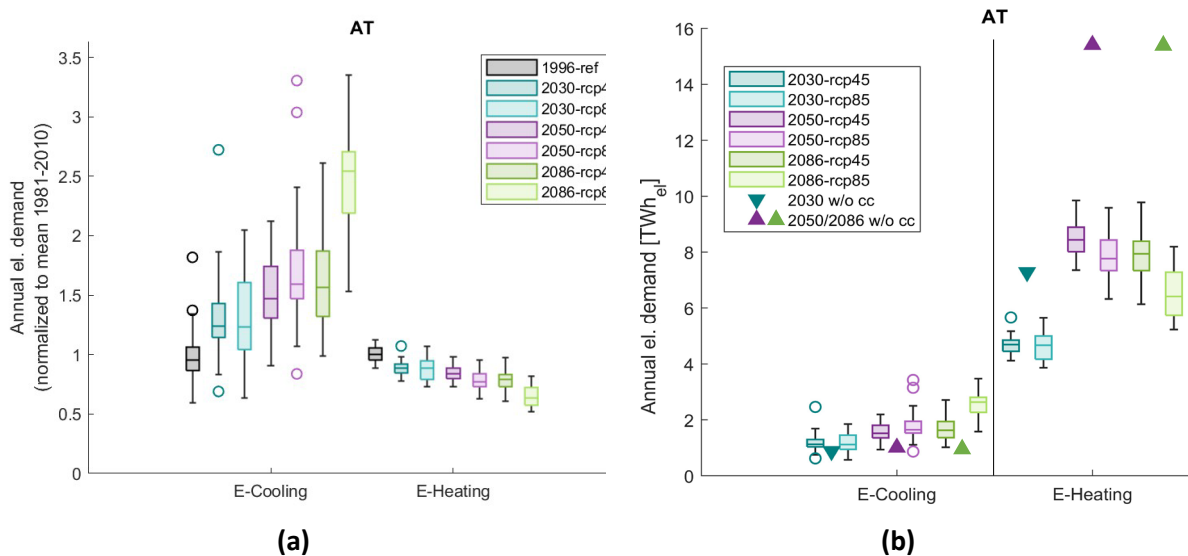 AT
Annual el. demand
(normalized to mean 1981-2010)
3.5
3
2.5
2
1.5
1
0.5
0
1996-ref
2030-rcp4
2030-rcp8
2050-rcp4
2050-rcp8
2086-rcp4
2086-rcp8
E-Cooling
E-Heating
(a)
AT
Annual el. demand [TWh_el]
16
14
12
10
8
6
4
2
0
2030-rcp45
2030-rcp85
2050-rcp45
2050-rcp85
2086-rcp45
2086-rcp85
2030 w/o cc
2050/2086 w/o cc
E-Cooling
E-Heating
(b)